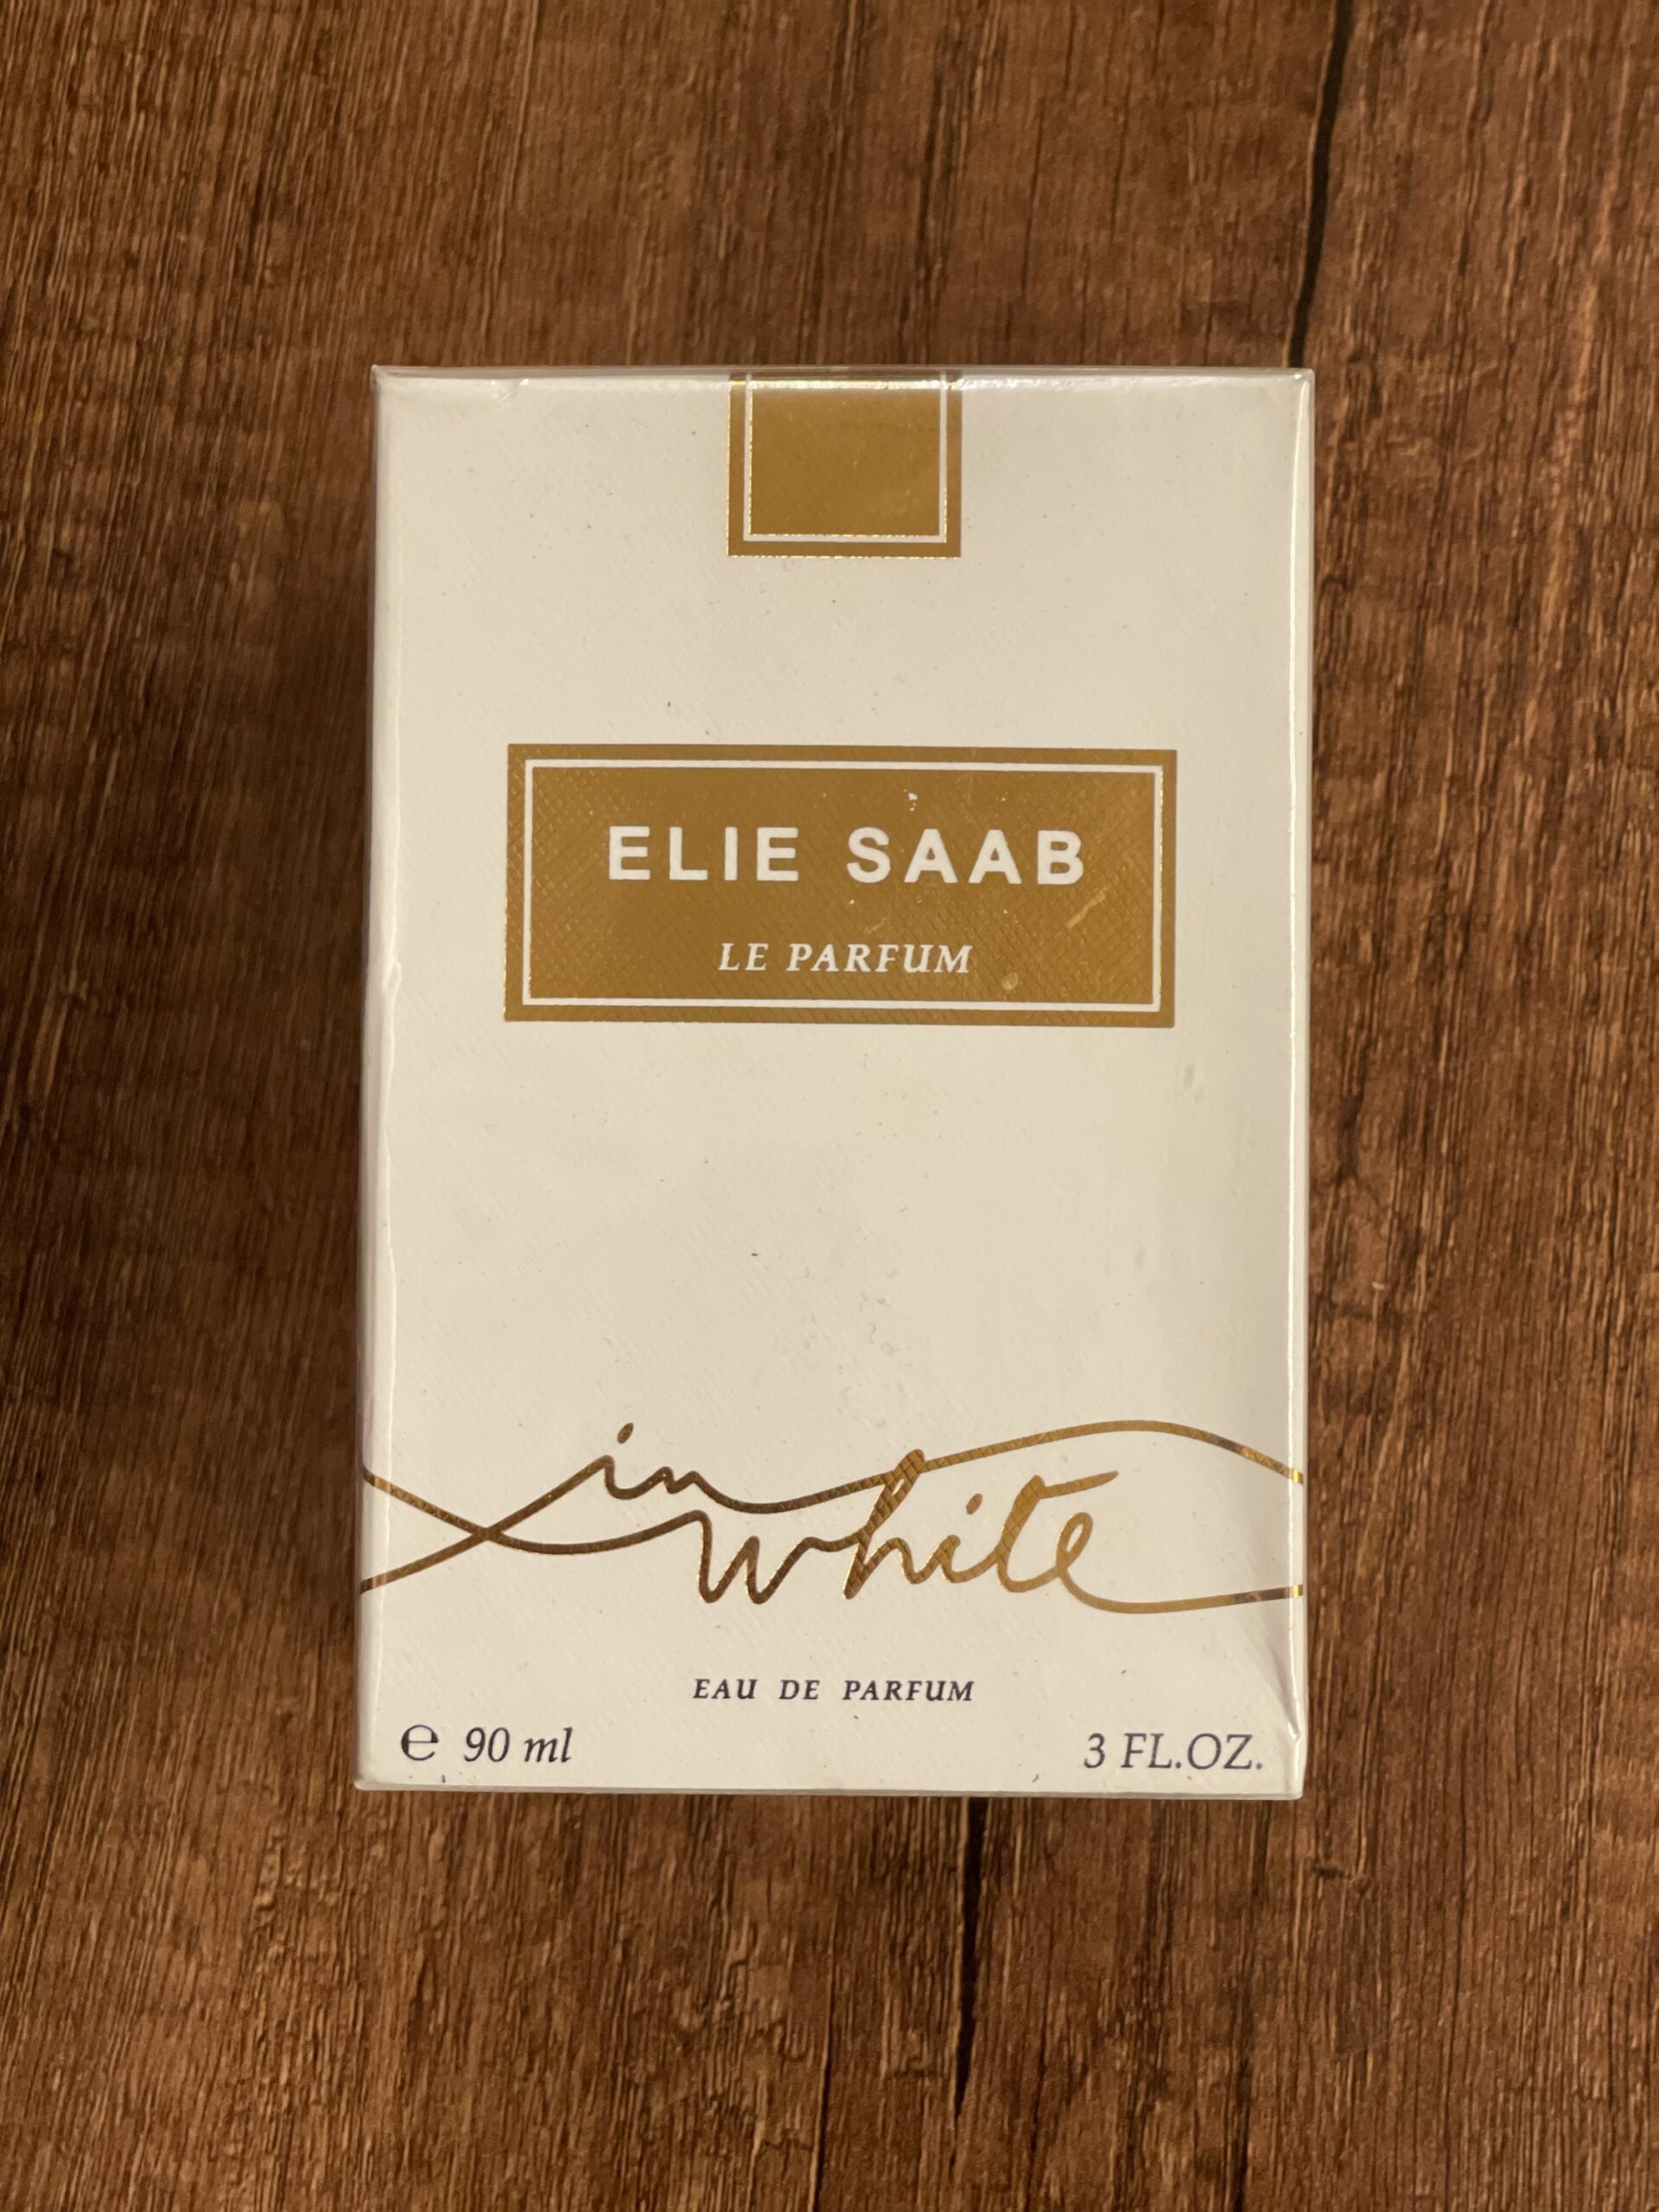 ELIE SAAB
LE PARFUM
in
white
EAU DE PARFUM
℮ 90 ml
3 FL.OZ.